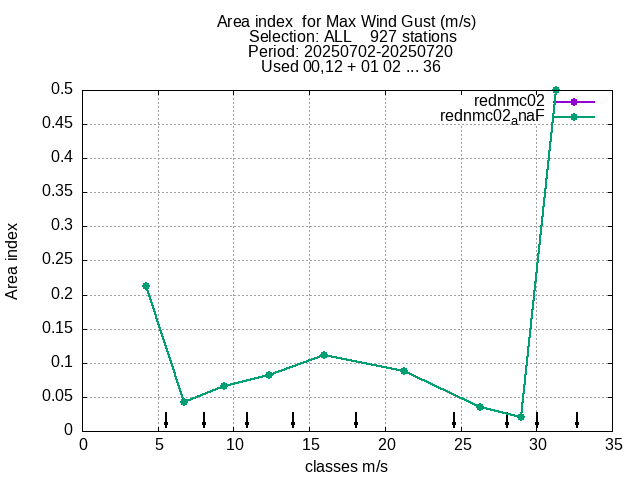 Area index  for Max Wind Gust (m/s)
Selection: ALL    927 stations
Period: 20250702-20250720
Used 00,12 + 01 02 ... 36
rednmc02
rednmc02_anaF
0.5
0.45
0.4
0.35
0.3
0.25
0.2
0.15
0.1
0.05
0
Area index
0 5 10 15 20 25 30 35
classes m/s